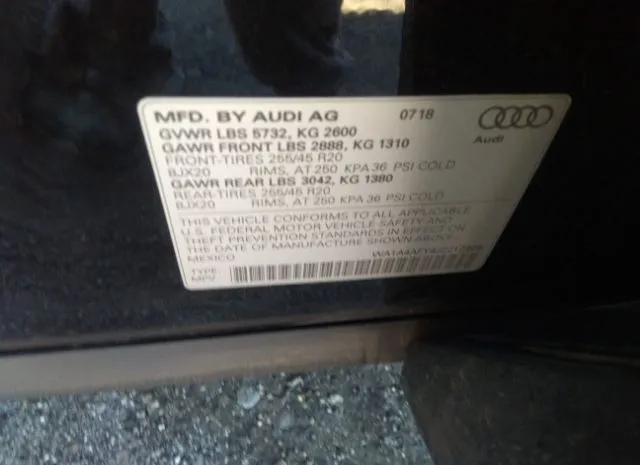 MFD. BY AUDI AG 0718
GVWR LBS 5732, KG 2600
GAWR FRONT LBS 2888, KG 1310
FRONT-TIRES 255/45 R20
BJX20 RIMS, AT 250 KPA 36 PSI COLD
GAWR REAR LBS 3042, KG 1380
REAR-TIRES 255/45 R20
BJX20 RIMS, AT 250 KPA 36 PSI COLD
THIS VEHICLE CONFORMS TO ALL APPLICABLE
U.S. FEDERAL MOTOR VEHICLE SAFETY AND
THEFT PREVENTION STANDARDS IN EFFECT ON
THE DATE OF MANUFACTURE SHOWN ABOVE.
MEXICO
TYPE:
MPV
Audi